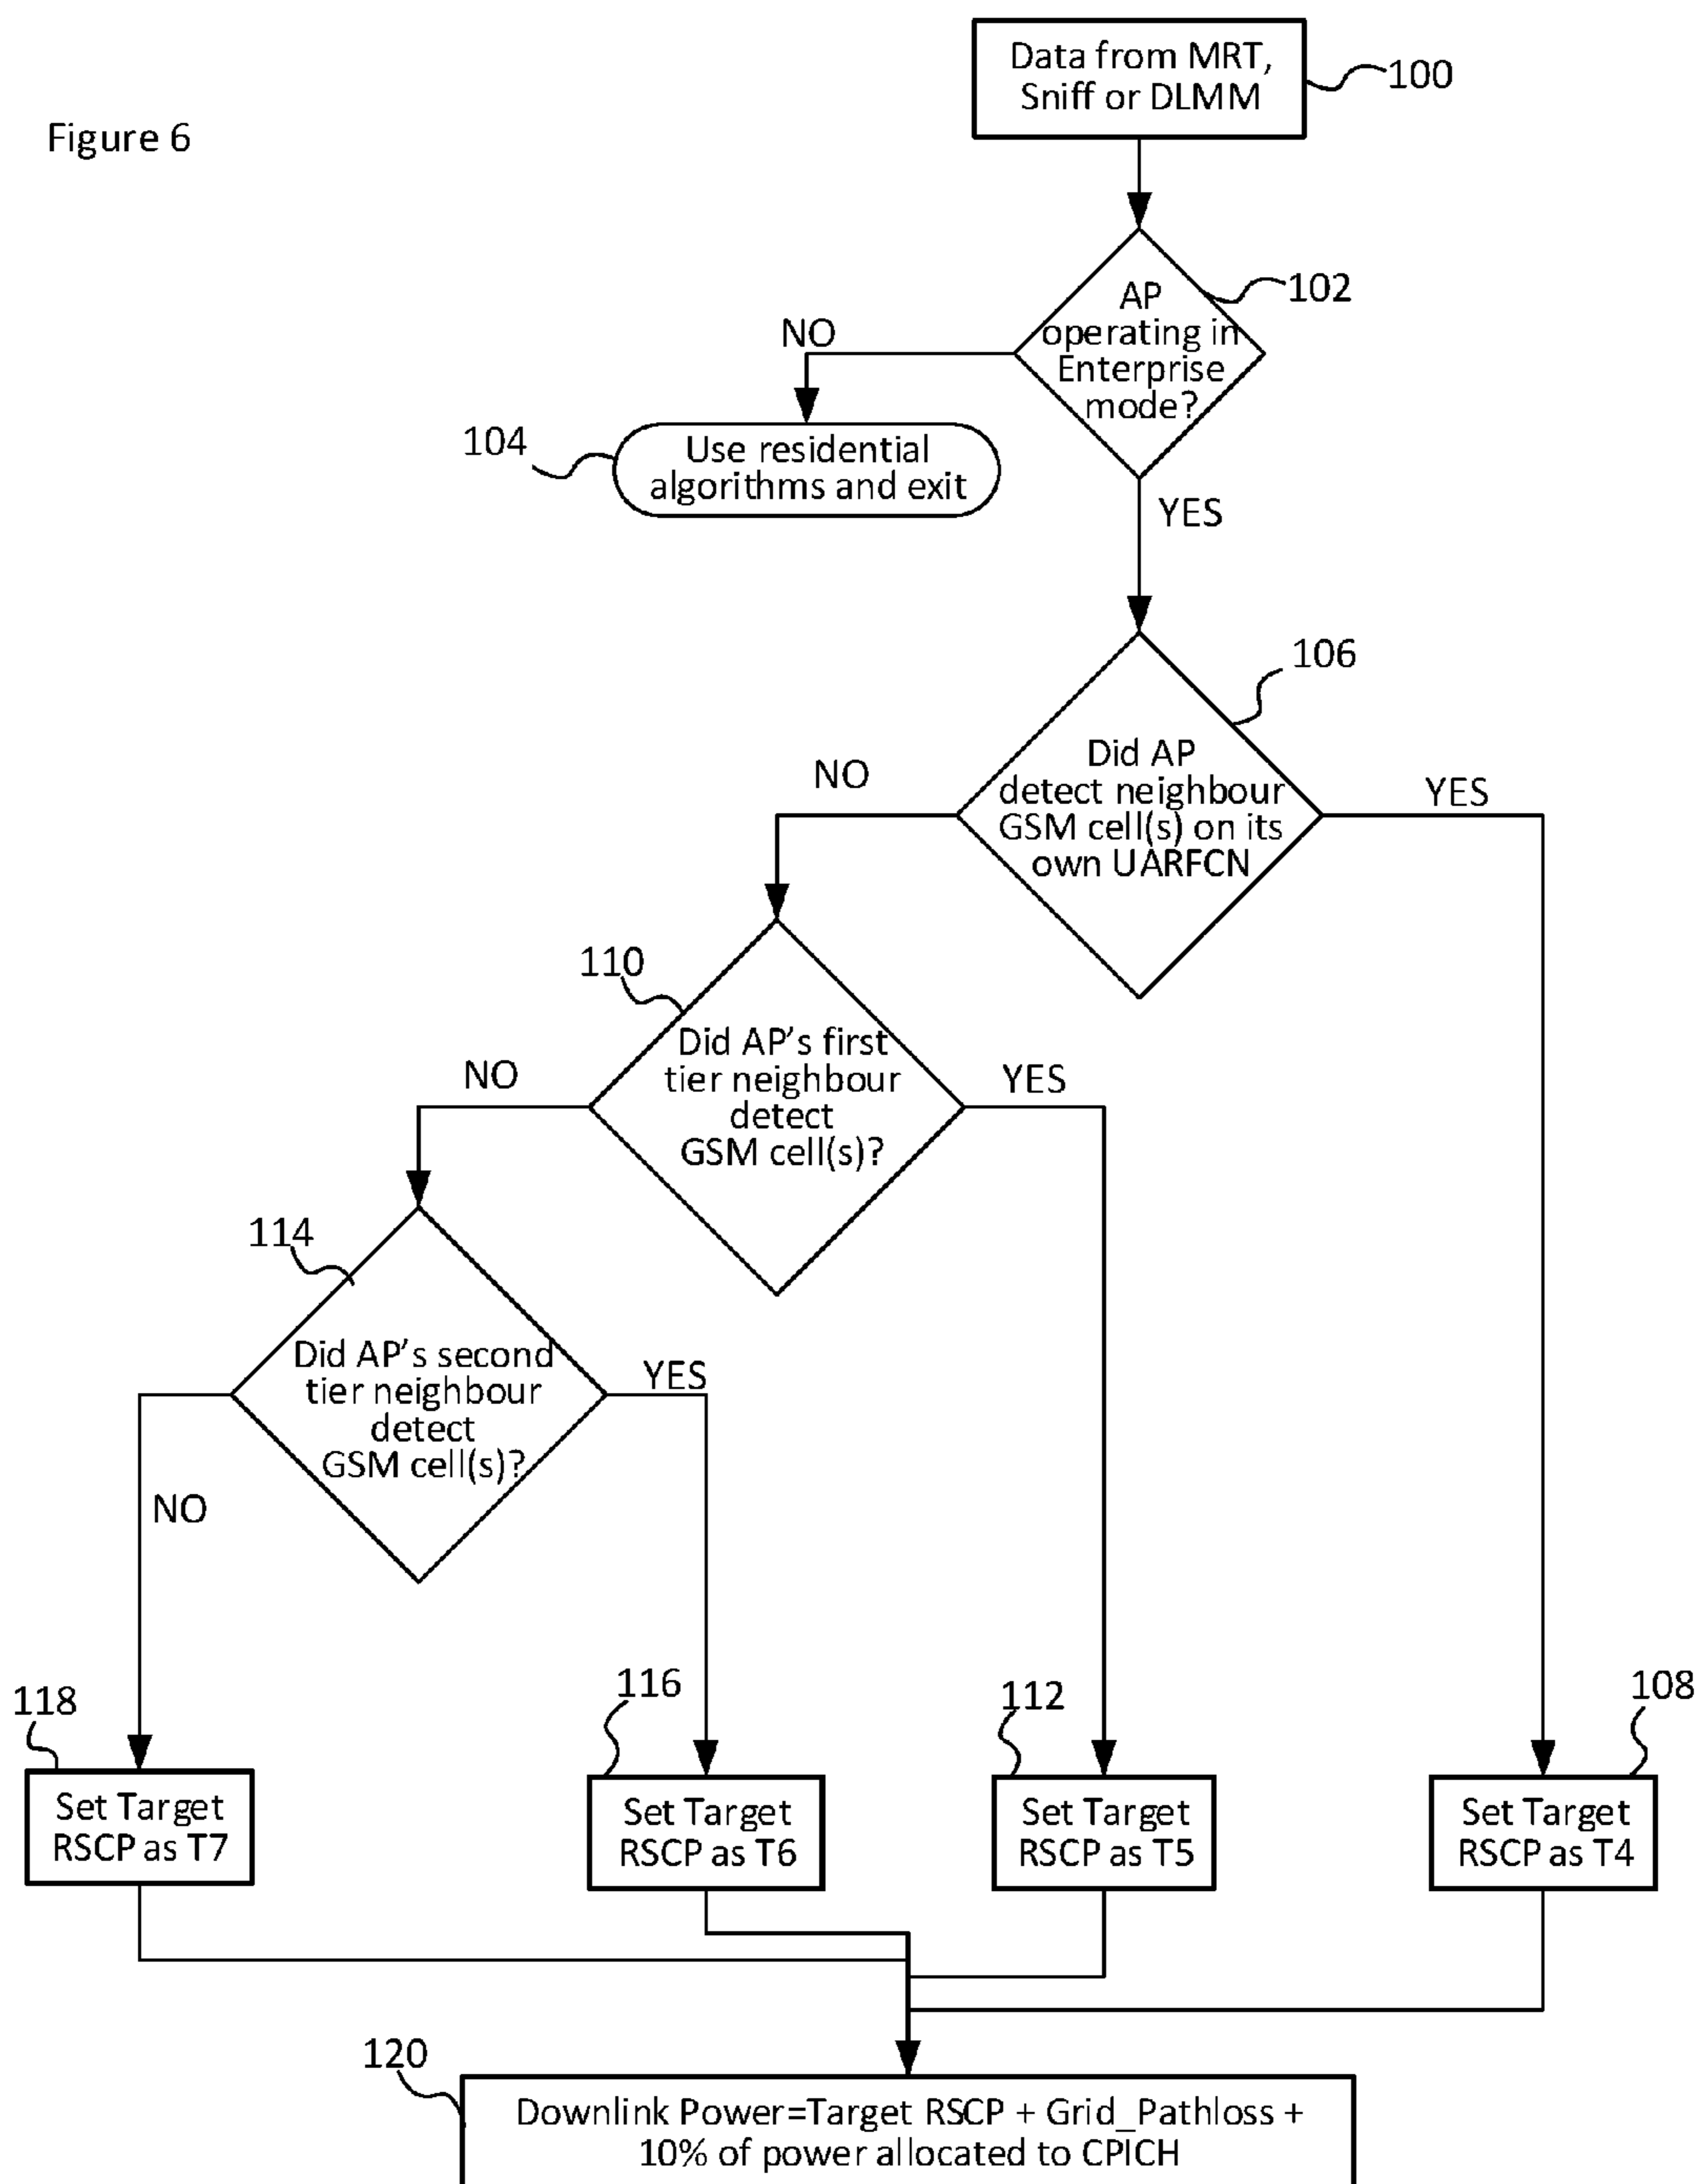 Figure 6
Data from MRT,
Sniff or DLMM
100
AP
operating in
Enterprise
mode?
102
NO
104
Use residential
algorithms and exit
YES
106
Did AP
detect neighbour
GSM cell(s) on its
own UARFCN
NO
YES
110
Did AP's first
tier neighbour
detect
GSM cell(s)?
NO
YES
114
Did AP's second
tier neighbour
detect
GSM cell(s)?
YES
NO
118
116
112
108
Set Target
RSCP as T7
Set Target
RSCP as T6
Set Target
RSCP as T5
Set Target
RSCP as T4
120
Downlink Power=Target RSCP + Grid_Pathloss +
10% of power allocated to CPICH